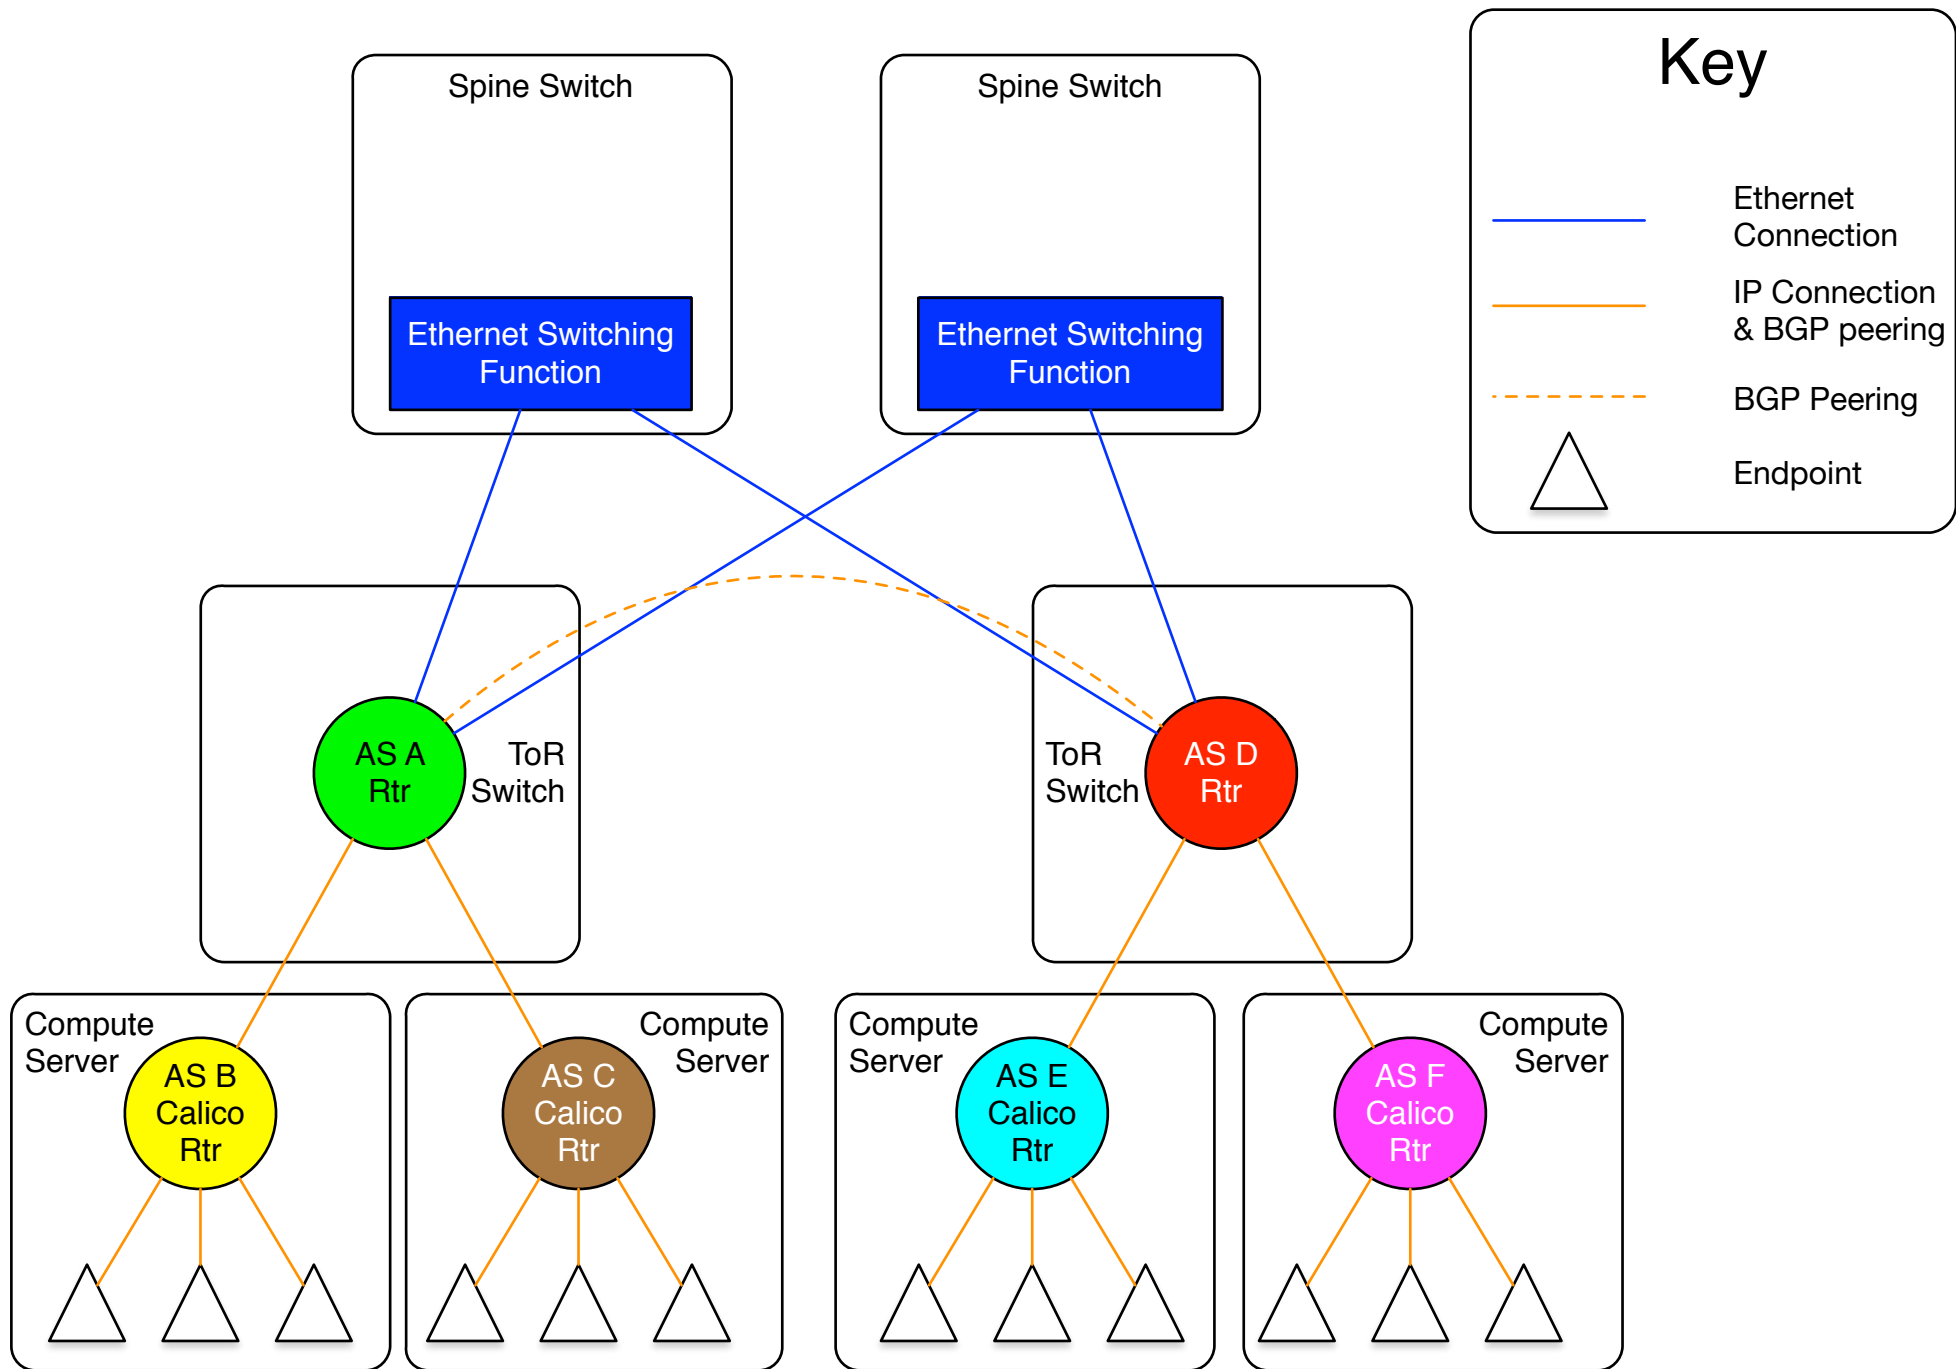 Spine Switch
Spine Switch
Key
Ethernet
Connection
IP Connection
& BGP peering
BGP Peering
Endpoint
Ethernet Switching
Function
Ethernet Switching
Function
AS A
Rtr
ToR
Switch
ToR
Switch
AS D
Rtr
Compute
Server
AS B
Calico
Rtr
Compute
Server
AS C
Calico
Rtr
Compute
Server
AS E
Calico
Rtr
Compute
Server
AS F
Calico
Rtr